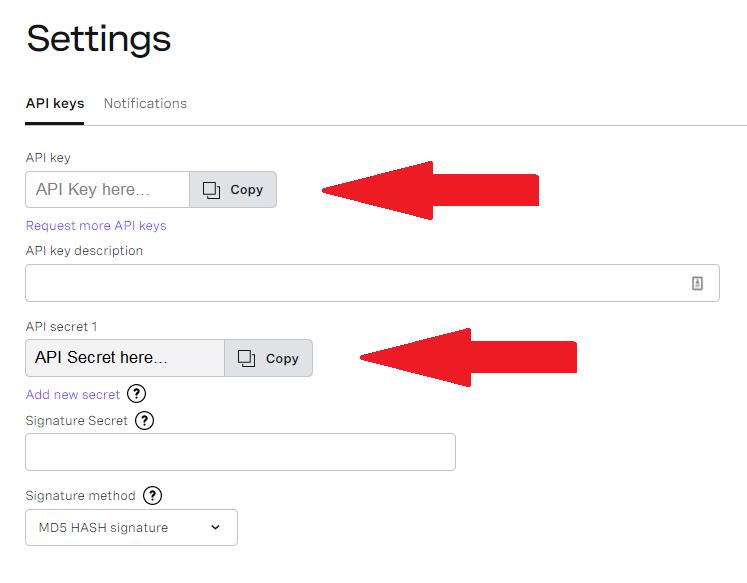 Settings
API keys Notifications
API key
API Key here... Copy
Request more API keys
API key description
API secret 1
API Secret here... Copy
Add new secret ?
Signature Secret ?
Signature method ?
MD5 HASH signature